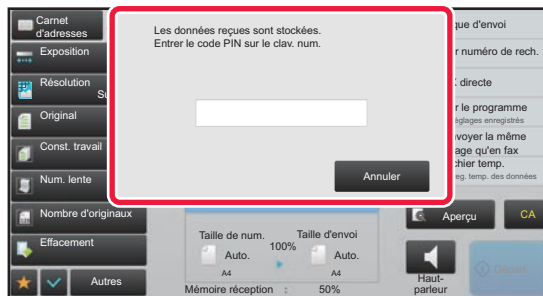 Carnet
d'adresses
Exposition
Résolution
Su
Original
Const. travail
Num. lente
Nombre d'originaux
Effacement
Autres
Les données reçues sont stockées.
Entrer le code PIN sur le clav. num.
Annuler
que d'envoi
r numéro de rech.
directe
r le programme
églages enregistrés
nvoyer la même
age qu'en fax
chier temp.
eg. temp. des données
Aperçu
CA
Taille de num.
Taille d'envoi
100%
Auto.
Auto.
A4
A4
Mémoire réception : 50%
Haut-
parleur
Départ